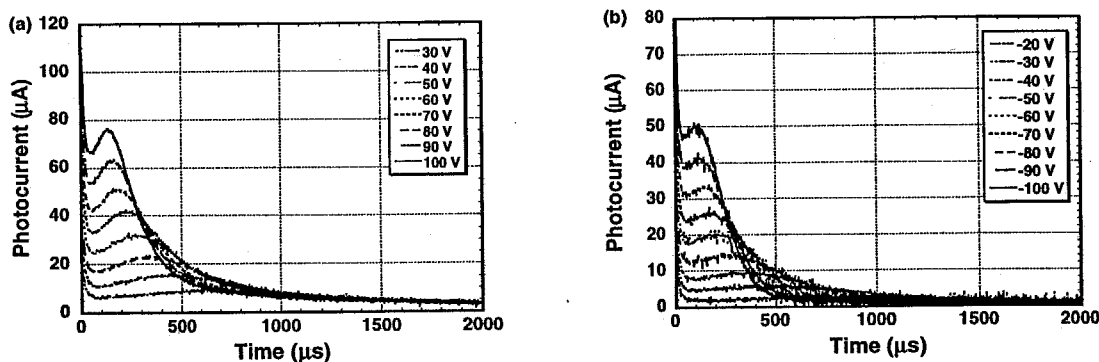 (a)
Photocurrent (μA)
120
100
80
60
40
20
0
0 500 1000 1500 2000
Time (μs)
30 V
40 V
50 V
60 V
70 V
80 V
90 V
100 V
(b)
Photocurrent (μA)
80
70
60
50
40
30
20
10
0
0 500 1000 1500 2000
Time (μs)
-20 V
-30 V
-40 V
-50 V
-60 V
-70 V
-80 V
-90 V
-100 V